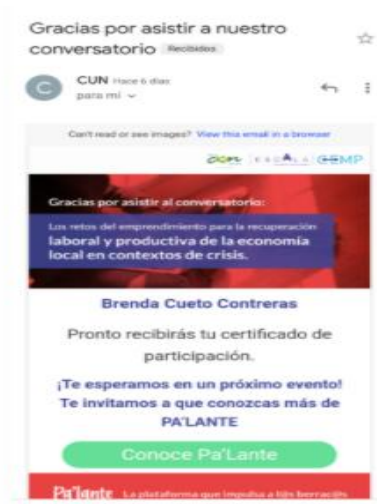 Gracias por asistir a nuestro
conversatorio Recibidos
C CUN Hace 6 días
para mí
Can't read or see images? View this email in a browser
Gracias por asistir al conversatorio:
Los retos del emprendimiento para la recuperación
laboral y productiva de la economía
local en contextos de crisis.
Brenda Cueto Contreras
Pronto recibirás tu certificado de
participación.
¡Te esperamos en un próximo evento!
Te invitamos a que conozcas más de
PA'LANTE
Conoce Pa'Lante
Pa'lante La plataforma que impulsa a l@s berrac@s